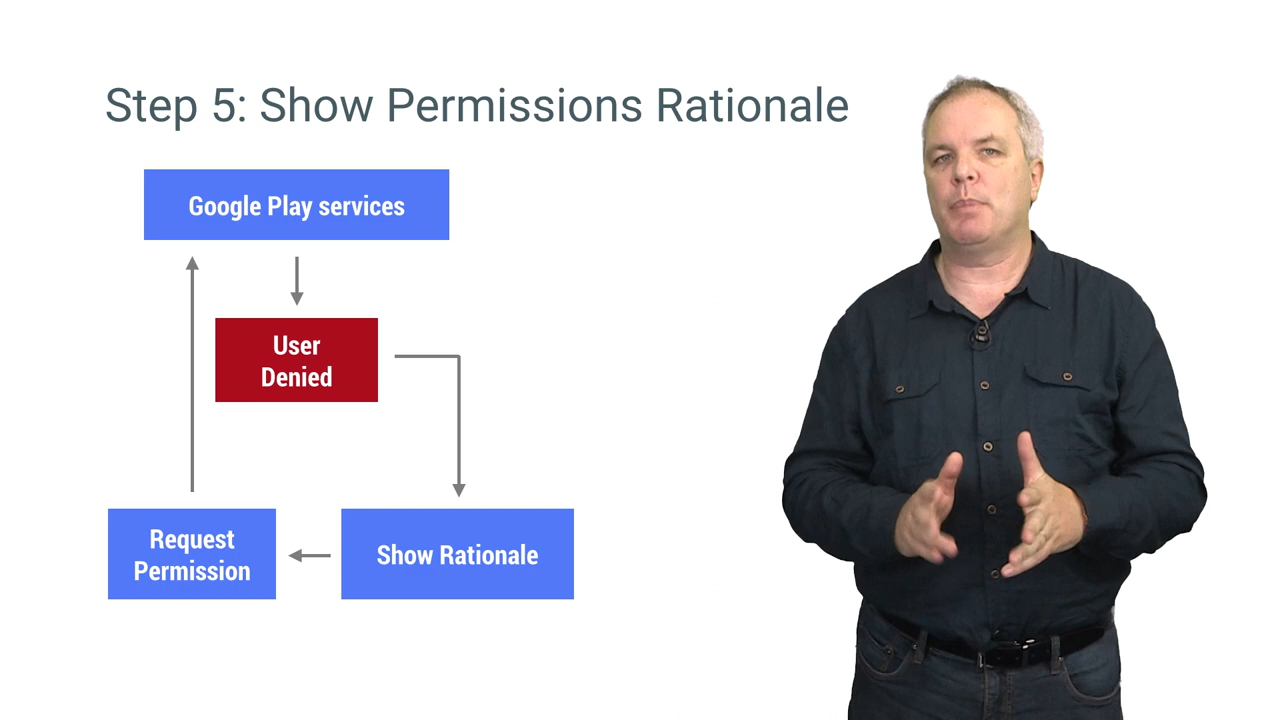 Step 5: Show Permissions Rationale
Google Play services
User
Denied
Request
Permission
Show Rationale